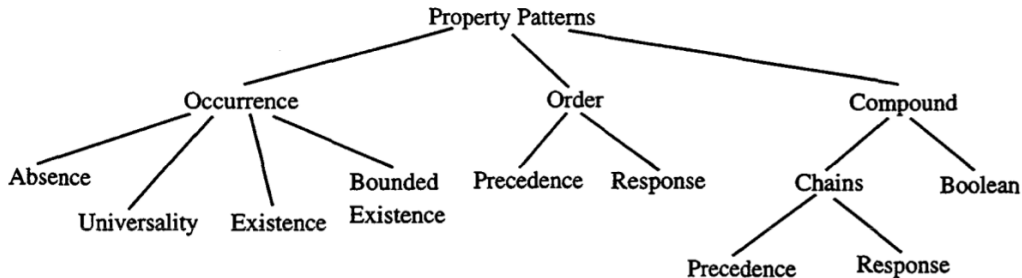 Property Patterns
Occurrence
Order
Compound
Absence
Universality
Existence
Bounded
Existence
Precedence
Response
Chains
Boolean
Precedence
Response